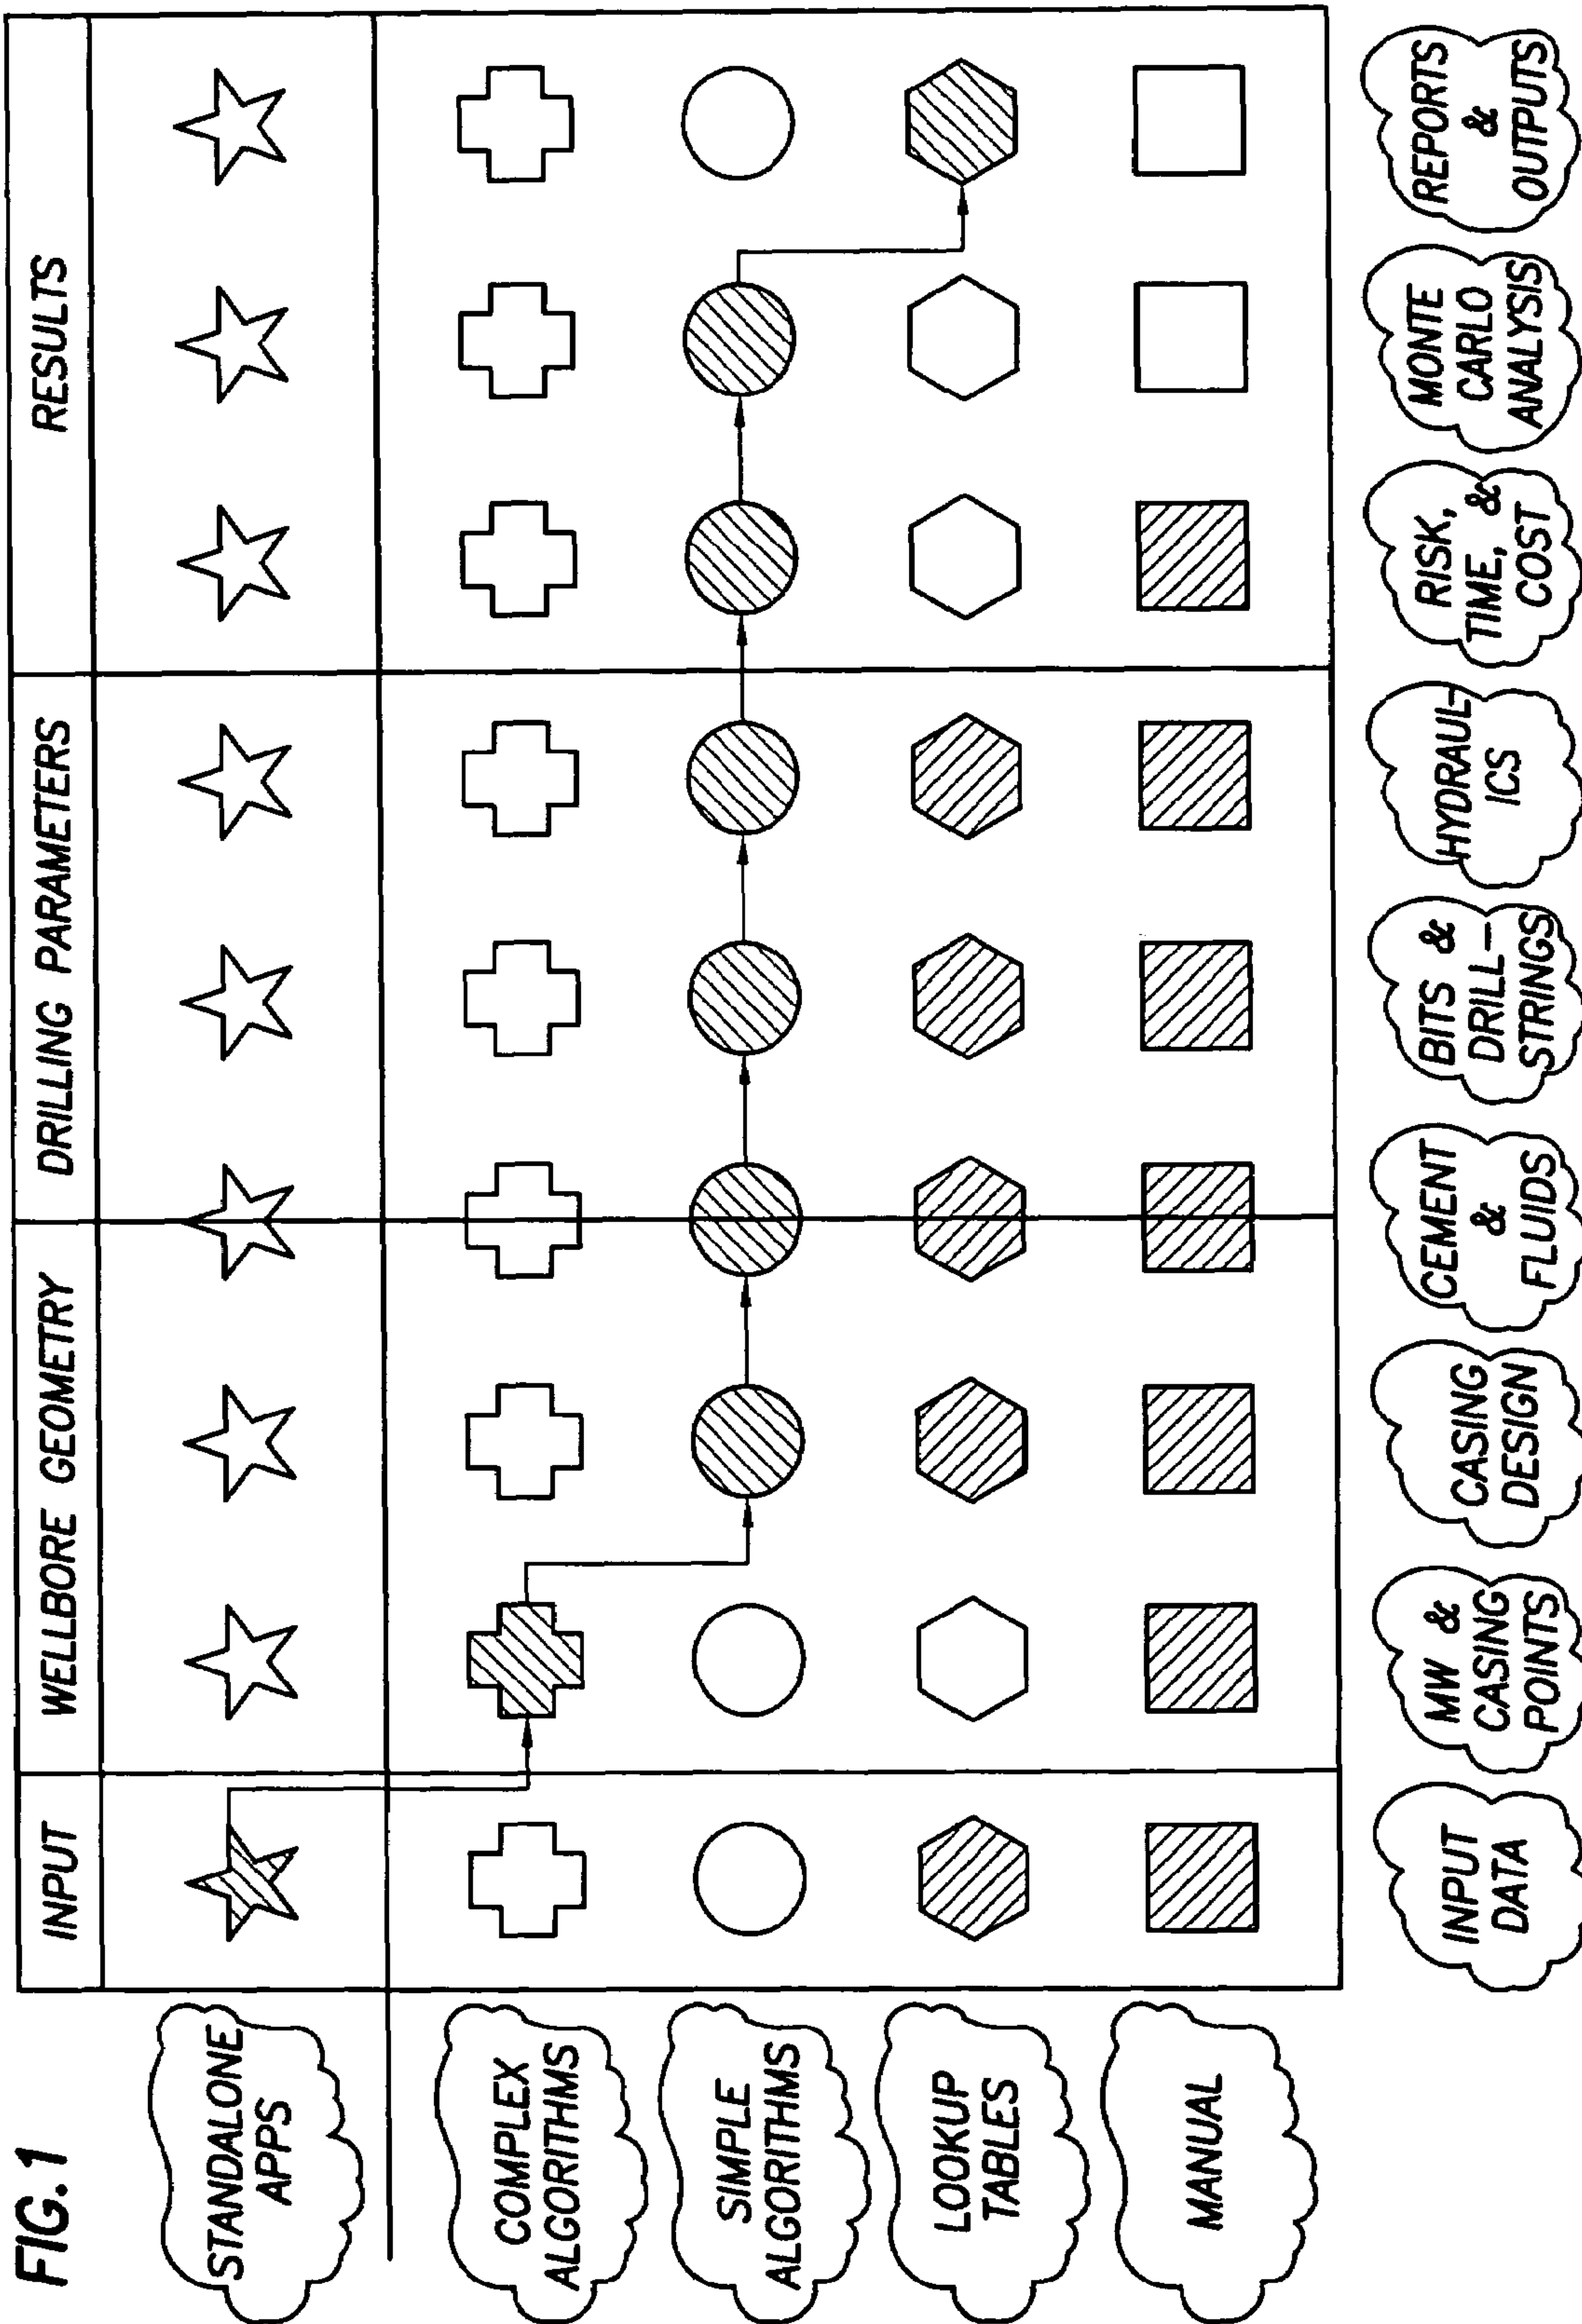 FIG.1
INPUT
WELLBORE GEOMETRY
DRILLING PARAMETERS
RESULTS
STANDALONE
APPS
COMPLEX
ALGORITHMS
SIMPLE
ALGORITHMS
LOOKUP
TABLES
MANUAL
INPUT
DATA
MW &
CASING
POINTS
CASING
DESIGN
CEMENT
&
FLUIDS
BITS &
DRILL-
STRINGS
HYDRAUL-
ICS
RISK,
TIME, &
COST
MONTE
CARLO
ANALYSIS
REPORTS
&
OUTPUTS